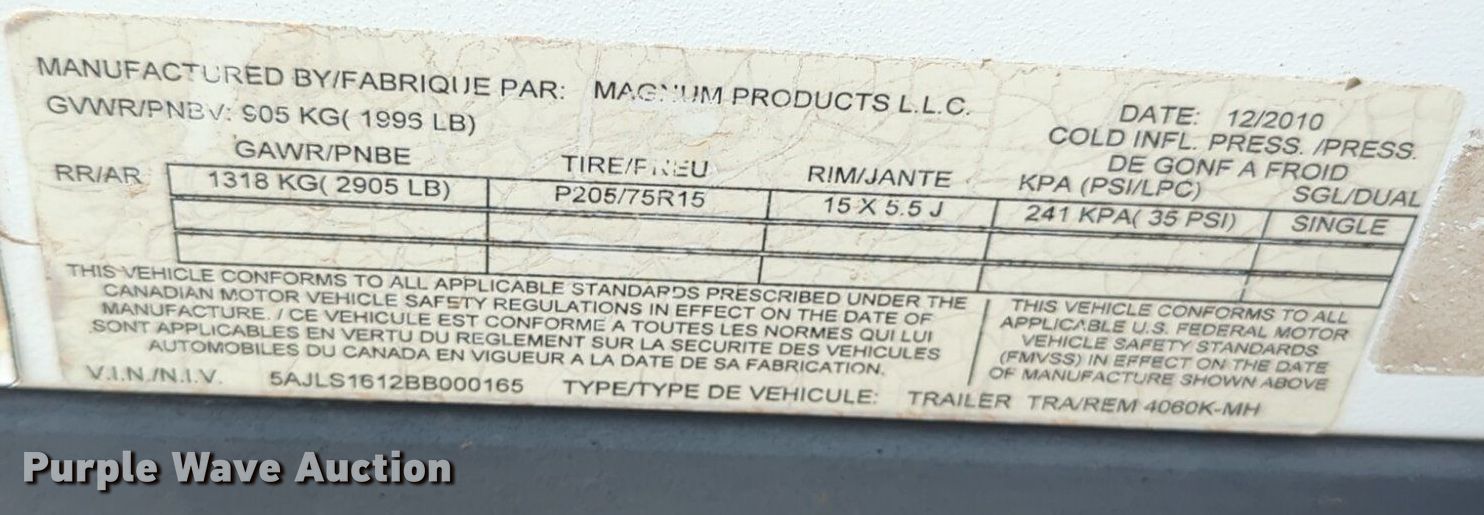 MANUFACTURED BY/FABRIQUE PAR: MAGNUM PRODUCTS L.L.C.
GVWR/PNBV: 905 KG( 1995 LB)
DATE: 12/2010
COLD INFL. PRESS. /PRESS.
DE GONF A FROID
GAWR/PNBE TIRE/PNEU RIM/JANTE KPA (PSI/LPC) SGL/DUAL
RR/AR 1318 KG( 2905 LB) P205/75R15 15 X 5.5 J 241 KPA( 35 PSI) SINGLE
THIS VEHICLE CONFORMS TO ALL APPLICABLE STANDARDS PRESCRIBED UNDER THE
CANADIAN MOTOR VEHICLE SAFETY REGULATIONS IN EFFECT ON THE DATE OF
MANUFACTURE. / CE VEHICULE EST CONFORME A TOUTES LES NORMES QUI LUI
SONT APPLICABLES EN VERTU DU REGLEMENT SUR LA SECURITE DES VEHICULES
AUTOMOBILES DU CANADA EN VIGUEUR A LA DATE DE SA FABRICATION.
THIS VEHICLE CONFORMS TO ALL
APPLICABLE U.S. FEDERAL MOTOR
VEHICLE SAFETY STANDARDS
(FMVSS) IN EFFECT ON THE DATE
OF MANUFACTURE SHOWN ABOVE
V.I.N./N.I.V. 5AJLS1612BB000165 TYPE/TYPE DE VEHICULE: TRAILER TRA/REM 4060K-MH
Purple Wave Auction